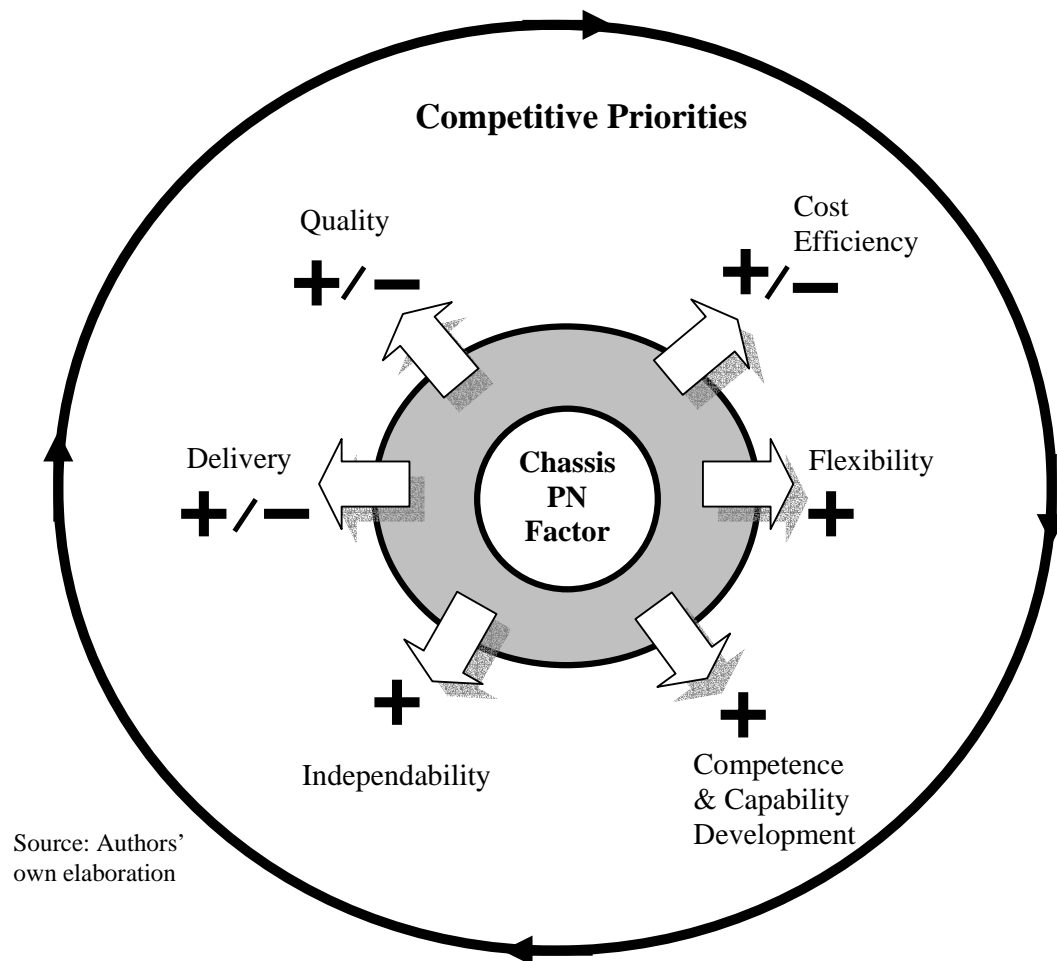 Competitive Priorities
Quality
+/−
Cost
Efficiency
+/−
Delivery
+/−
Chassis
PN
Factor
Flexibility
+
+
Independability
+
Competence
& Capability
Development
Source: Authors’
own elaboration